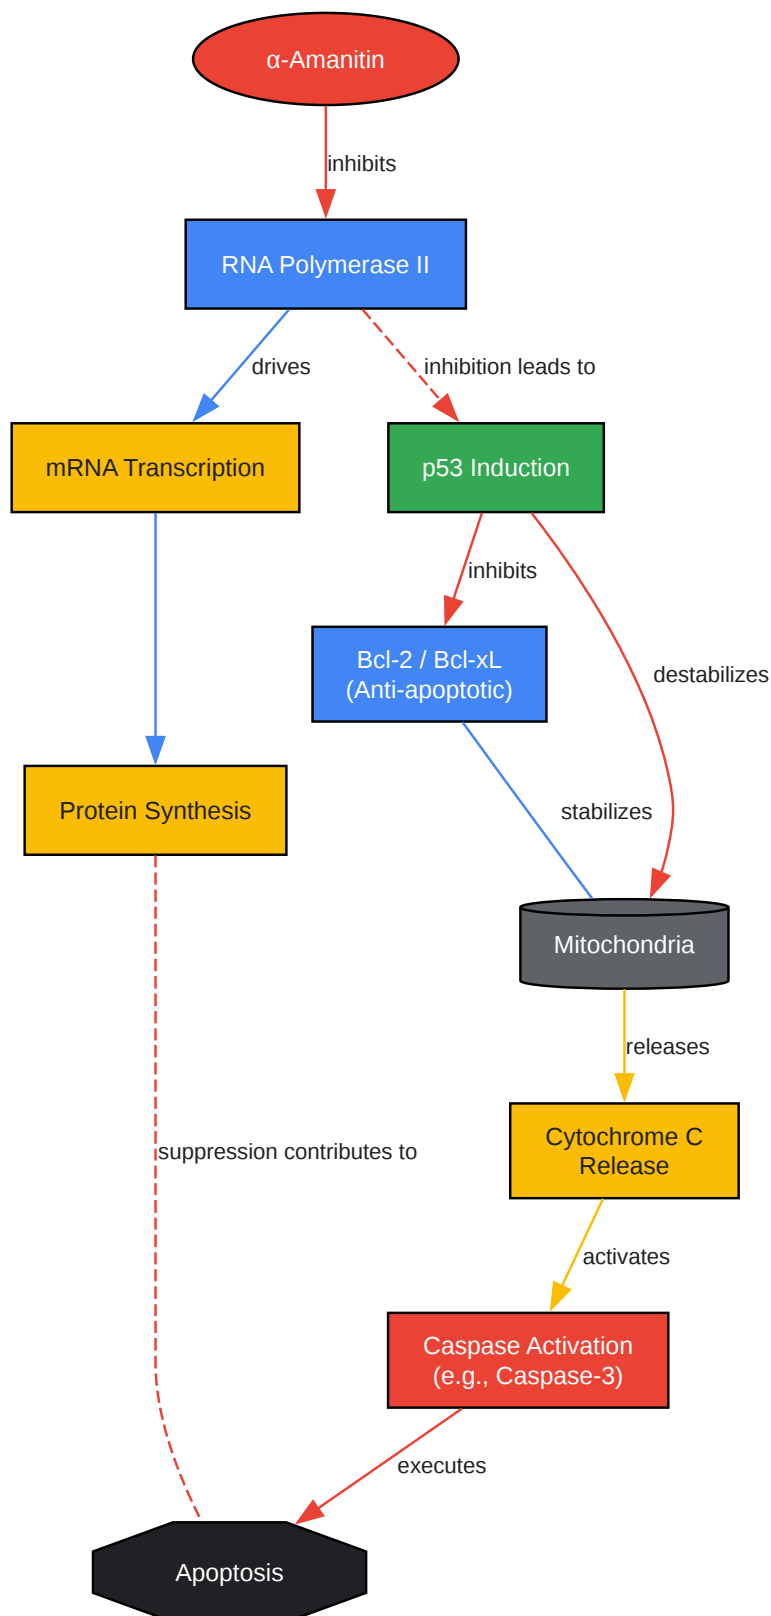 α-Amanitin
inhibits
RNA Polymerase II
drives
inhibition leads to
mRNA Transcription
p53 Induction
inhibits
Bcl-2 / Bcl-xL
(Anti-apoptotic)
destabilizes
Protein Synthesis
stabilizes
Mitochondria
releases
Cytochrome C
Release
suppression contributes to
activates
Caspase Activation
(e.g., Caspase-3)
executes
Apoptosis